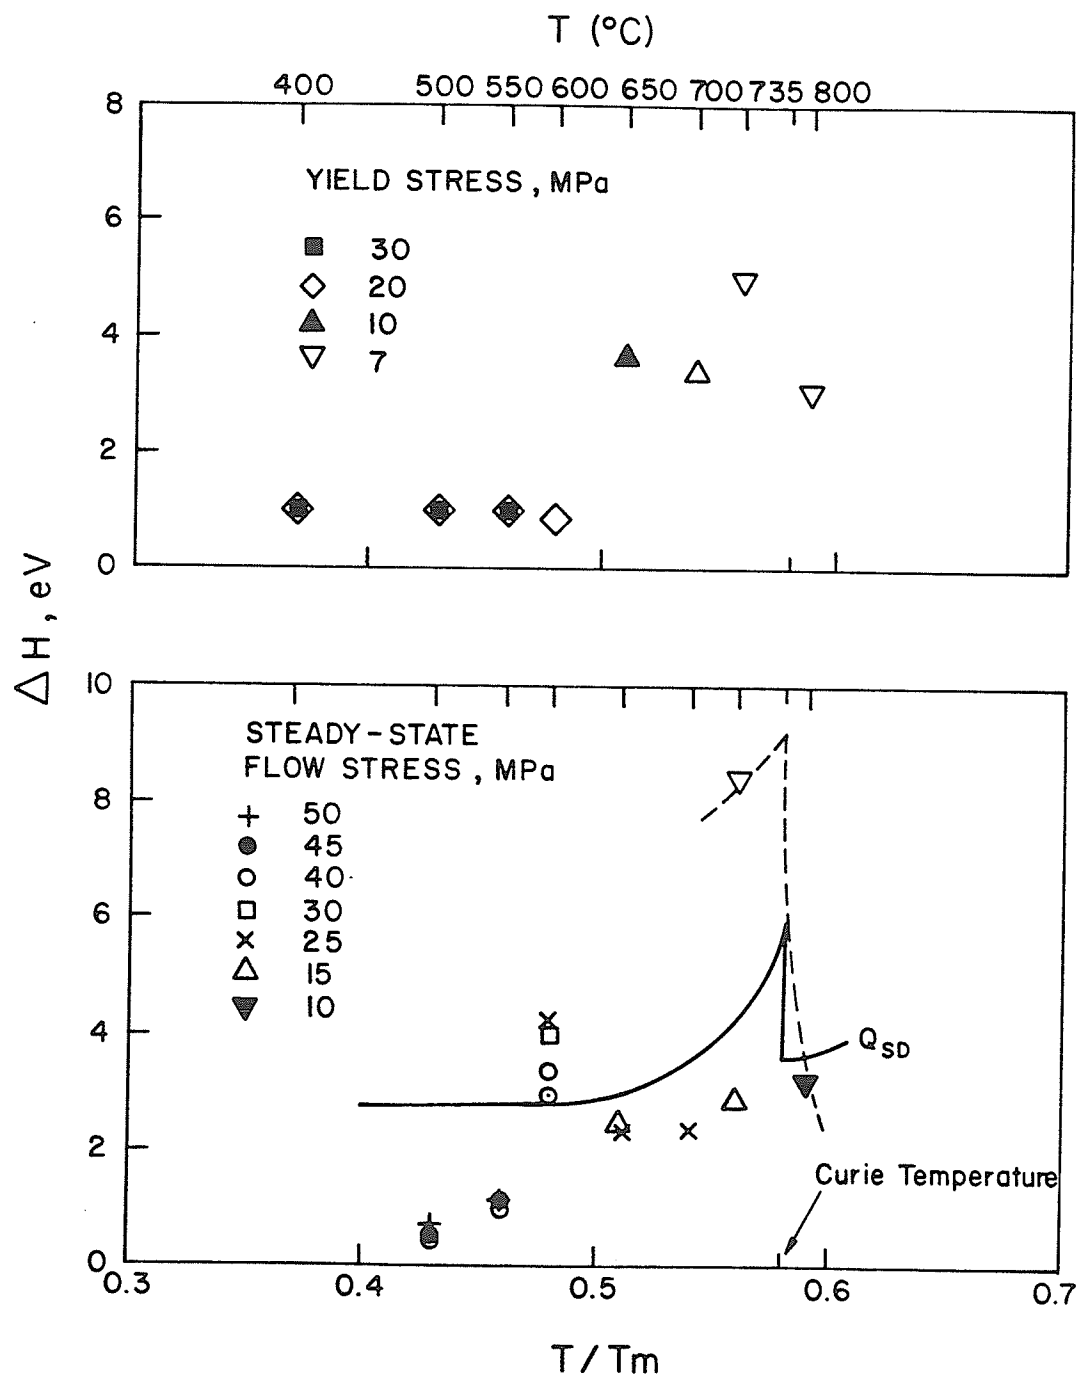 T (°C)
400 500 550 600 650 700 735 800
8
YIELD STRESS, MPa
6
30
20
4
10
7
2
0
ΔH, eV
10
STEADY-STATE
FLOW STRESS, MPa
8
50
45
40
6
30
25
15
10
4
Q_SD
2
Curie Temperature
0
0.3 0.4 0.5 0.6 0.7
T/Tm